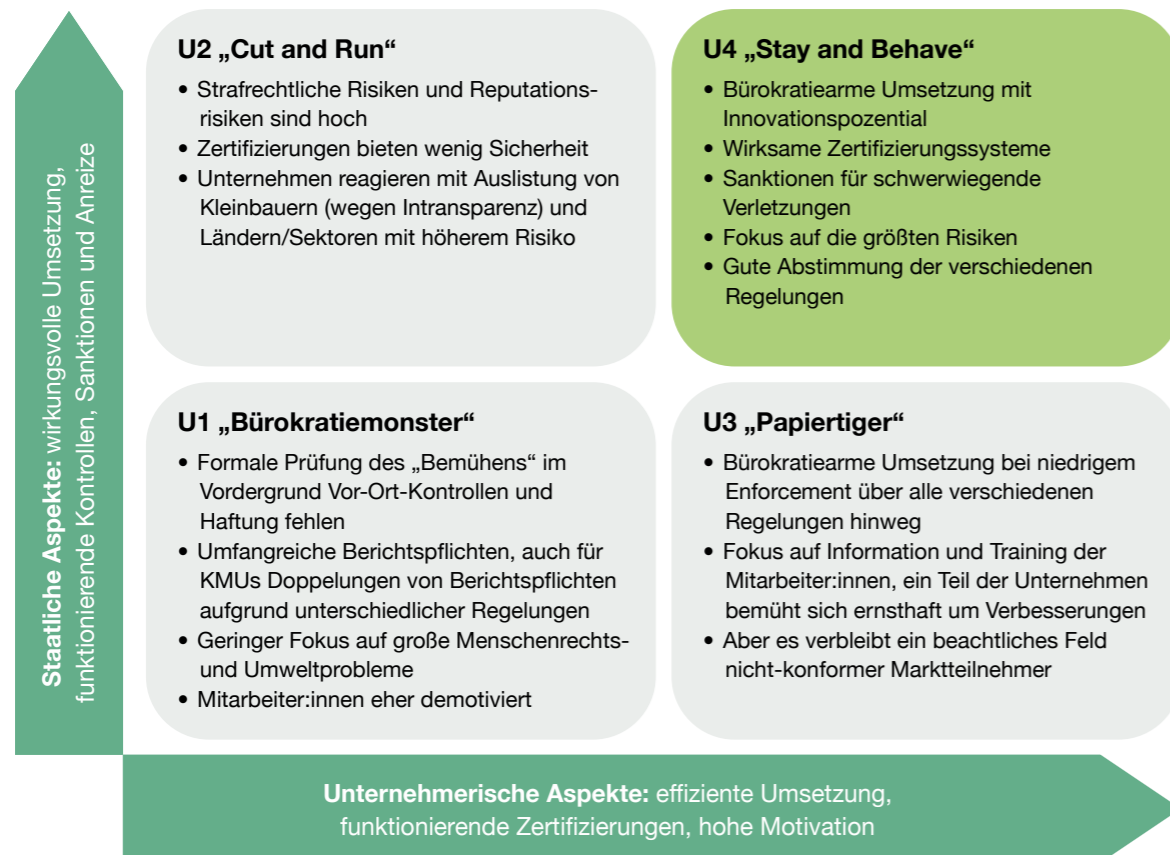 Staatliche Aspekte: wirkungsvolle Umsetzung,
funktionierende Kontrollen, Sanktionen und Anreize
U2 „Cut and Run“
• Strafrechtliche Risiken und Reputations-
risiken sind hoch
• Zertifizierungen bieten wenig Sicherheit
• Unternehmen reagieren mit Auslistung von
Kleinbauern (wegen Intransparenz) und
Ländern/Sektoren mit höherem Risiko
U4 „Stay and Behave“
• Bürokratiearme Umsetzung mit
Innovationspozential
• Wirksame Zertifizierungssysteme
• Sanktionen für schwerwiegende
Verletzungen
• Fokus auf die größten Risiken
• Gute Abstimmung der verschiedenen
Regelungen
U1 „Bürokratiemonster“
• Formale Prüfung des „Bemühens“ im
Vordergrund Vor-Ort-Kontrollen und
Haftung fehlen
• Umfangreiche Berichtspflichten, auch für
KMUs Doppelungen von Berichtspflichten
aufgrund unterschiedlicher Regelungen
• Geringer Fokus auf große Menschenrechts-
und Umweltprobleme
• Mitarbeiter:innen eher demotiviert
U3 „Papiertiger“
• Bürokratiearme Umsetzung bei niedrigem
Enforcement über alle verschiedenen
Regelungen hinweg
• Fokus auf Information und Training der
Mitarbeiter:innen, ein Teil der Unternehmen
bemüht sich ernsthaft um Verbesserungen
• Aber es verbleibt ein beachtliches Feld
nicht-konformer Marktteilnehmer
Unternehmerische Aspekte: effiziente Umsetzung,
funktionierende Zertifizierungen, hohe Motivation